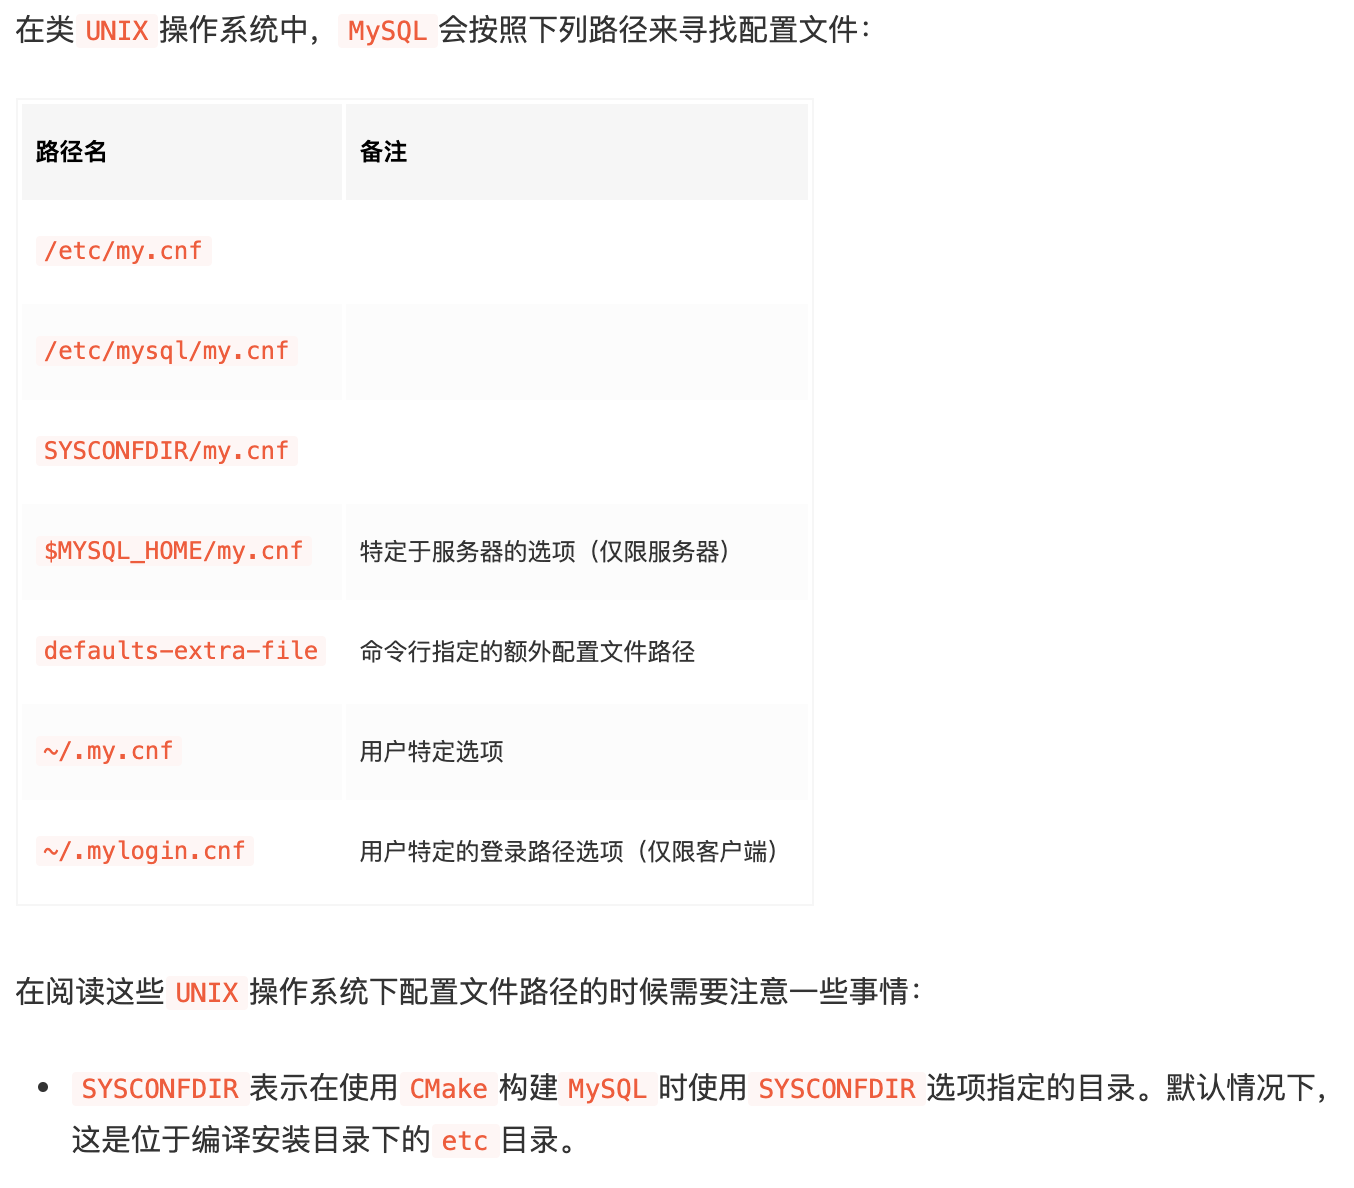 在类 UNIX 操作系统中， MySQL 会按照下列路径来寻找配置文件：
路径名 备注
/etc/my.cnf
/etc/mysql/my.cnf
SYSCONFDIR/my.cnf
$MYSQL_HOME/my.cnf 特定于服务器的选项（仅限服务器）
defaults-extra-file 命令行指定的额外配置文件路径
~/.my.cnf 用户特定选项
~/.mylogin.cnf 用户特定的登录路径选项（仅限客户端）
在阅读这些 UNIX 操作系统下配置文件路径的时候需要注意一些事情：
• SYSCONFDIR 表示在使用 CMake 构建 MySQL 时使用 SYSCONFDIR 选项指定的目录。默认情况下，
这是位于编译安装目录下的 etc 目录。